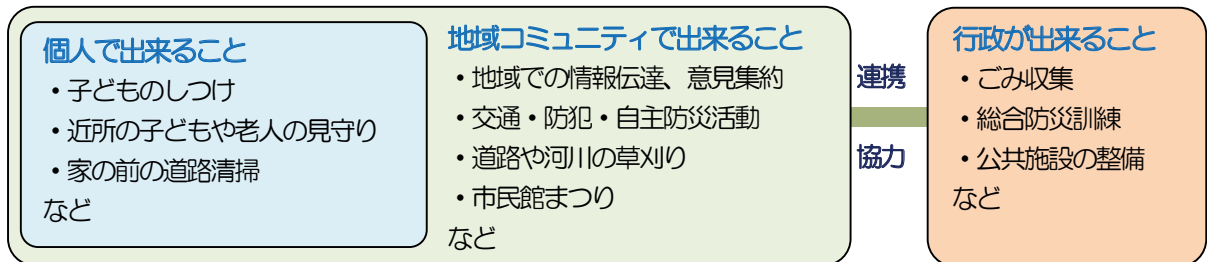 個人で出来ること
・子どものしつけ
・近所の子どもや老人の見守り
・家の前の道路清掃
など
地域コミュニティで出来ること
・地域での情報伝達、意見集約
・交通・防犯・自主防災活動
・道路や河川の草刈り
・市民館まつり
など
連携
協力
行政が出来ること
・ごみ収集
・総合防災訓練
・公共施設の整備
など